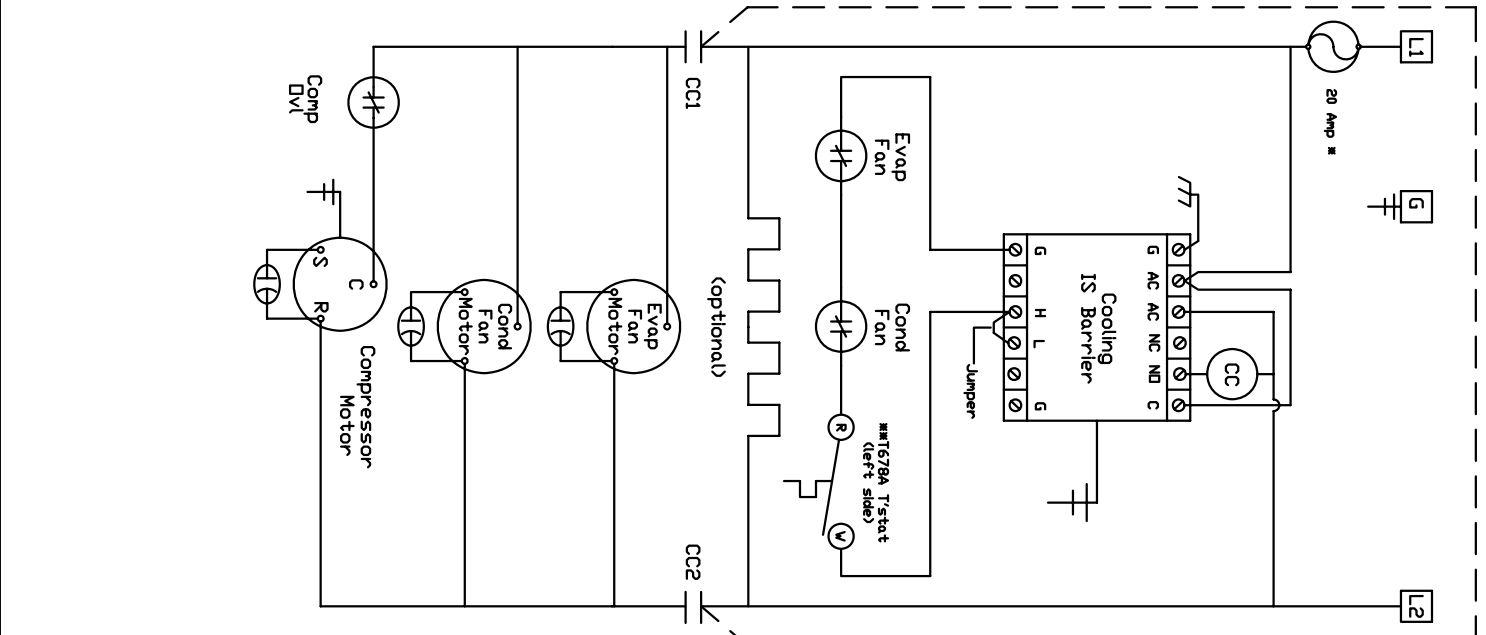 L1
20 Amp *
G
L2
G
AC
AC
NC
NO
C
CC
Cooling
IS Barrier
G
H
L
G
Jumper
Evap
Fan
Cond
Fan
**T678A T'stat
(left side)
R
W
(optional)
CC1
CC2
Evap
Fan
Motor
Cond
Fan
Motor
Comp
Ovl
C
S
R
Compressor
Motor